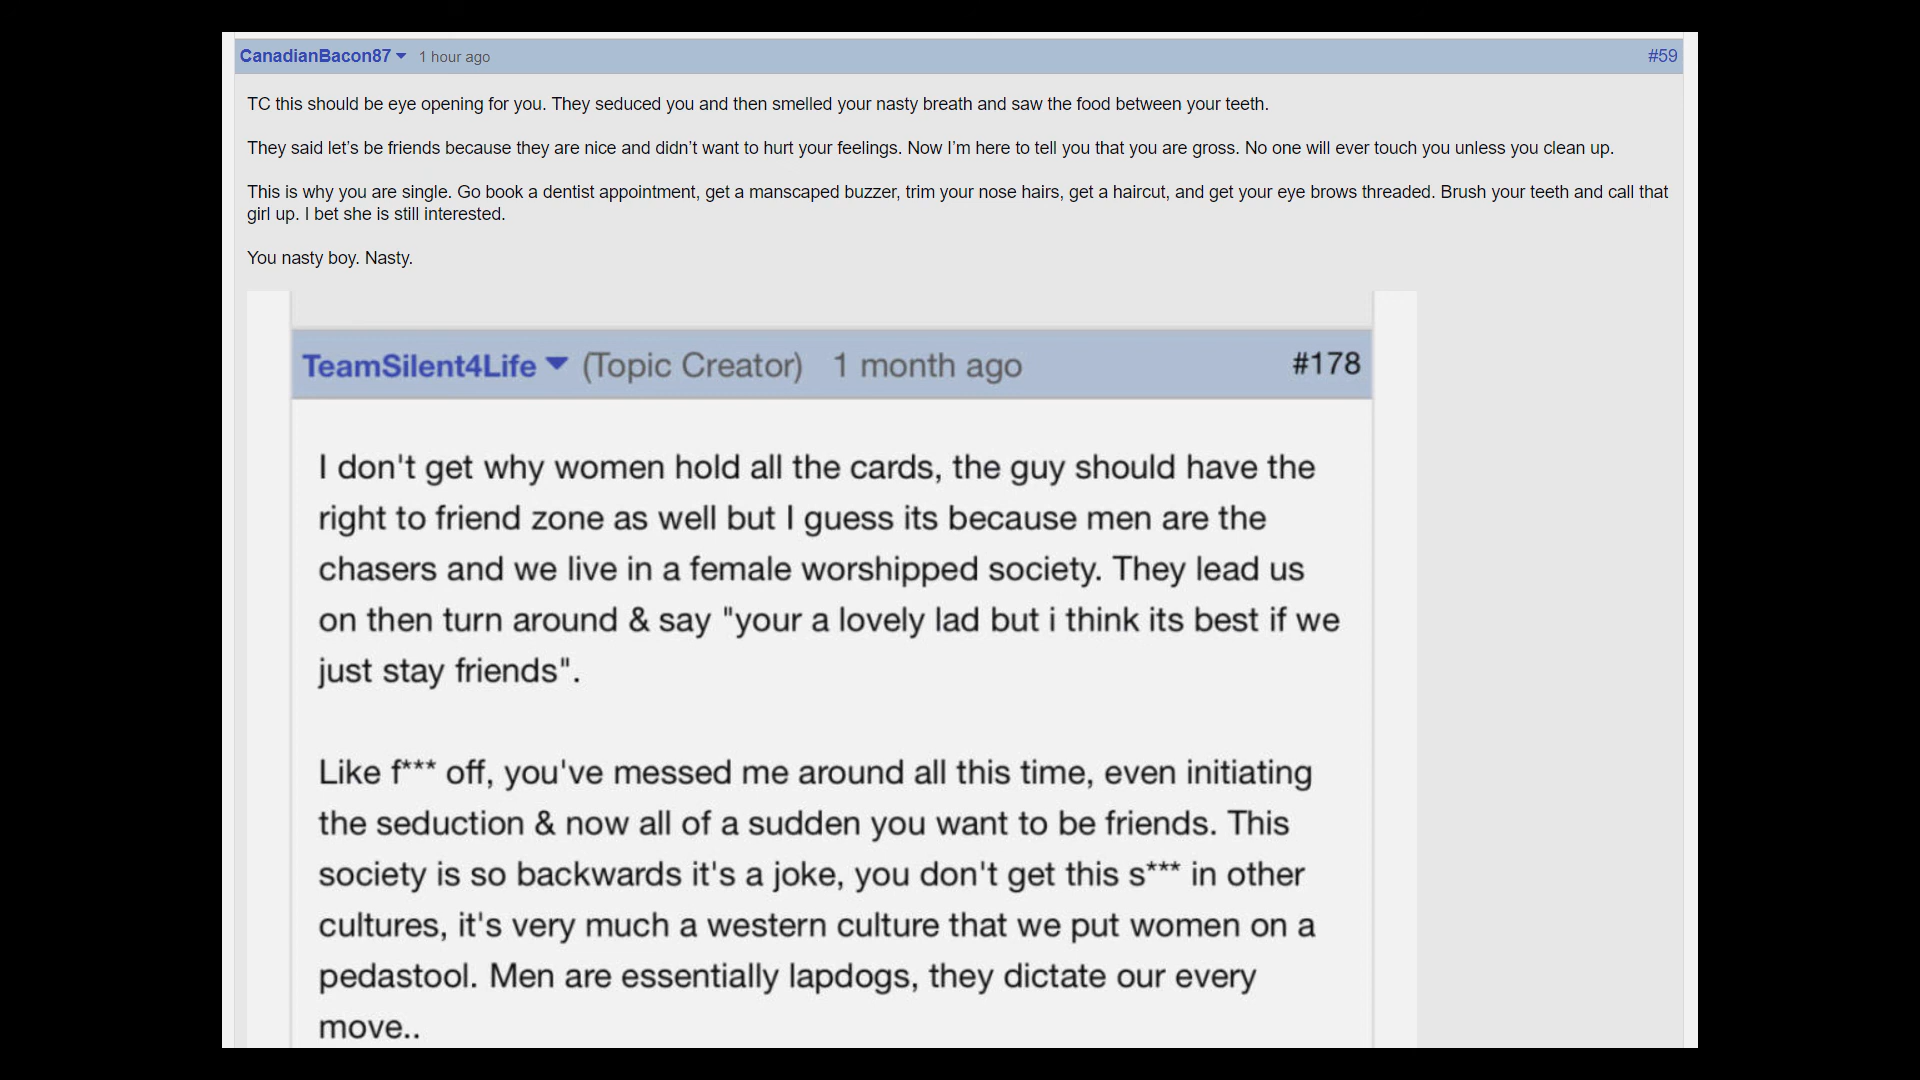 CanadianBacon87 1 hour ago #59
TC this should be eye opening for you. They seduced you and then smelled your nasty breath and saw the food between your teeth.
They said let’s be friends because they are nice and didn’t want to hurt your feelings. Now I’m here to tell you that you are gross. No one will ever touch you unless you clean up.
This is why you are single. Go book a dentist appointment, get a manscaped buzzer, trim your nose hairs, get a haircut, and get your eye brows threaded. Brush your teeth and call that
girl up. I bet she is still interested.
You nasty boy. Nasty.
TeamSilent4Life (Topic Creator) 1 month ago #178
I don't get why women hold all the cards, the guy should have the
right to friend zone as well but I guess its because men are the
chasers and we live in a female worshipped society. They lead us
on then turn around & say "your a lovely lad but i think its best if we
just stay friends".
Like f*** off, you've messed me around all this time, even initiating
the seduction & now all of a sudden you want to be friends. This
society is so backwards it's a joke, you don't get this s*** in other
cultures, it's very much a western culture that we put women on a
pedastool. Men are essentially lapdogs, they dictate our every
move..